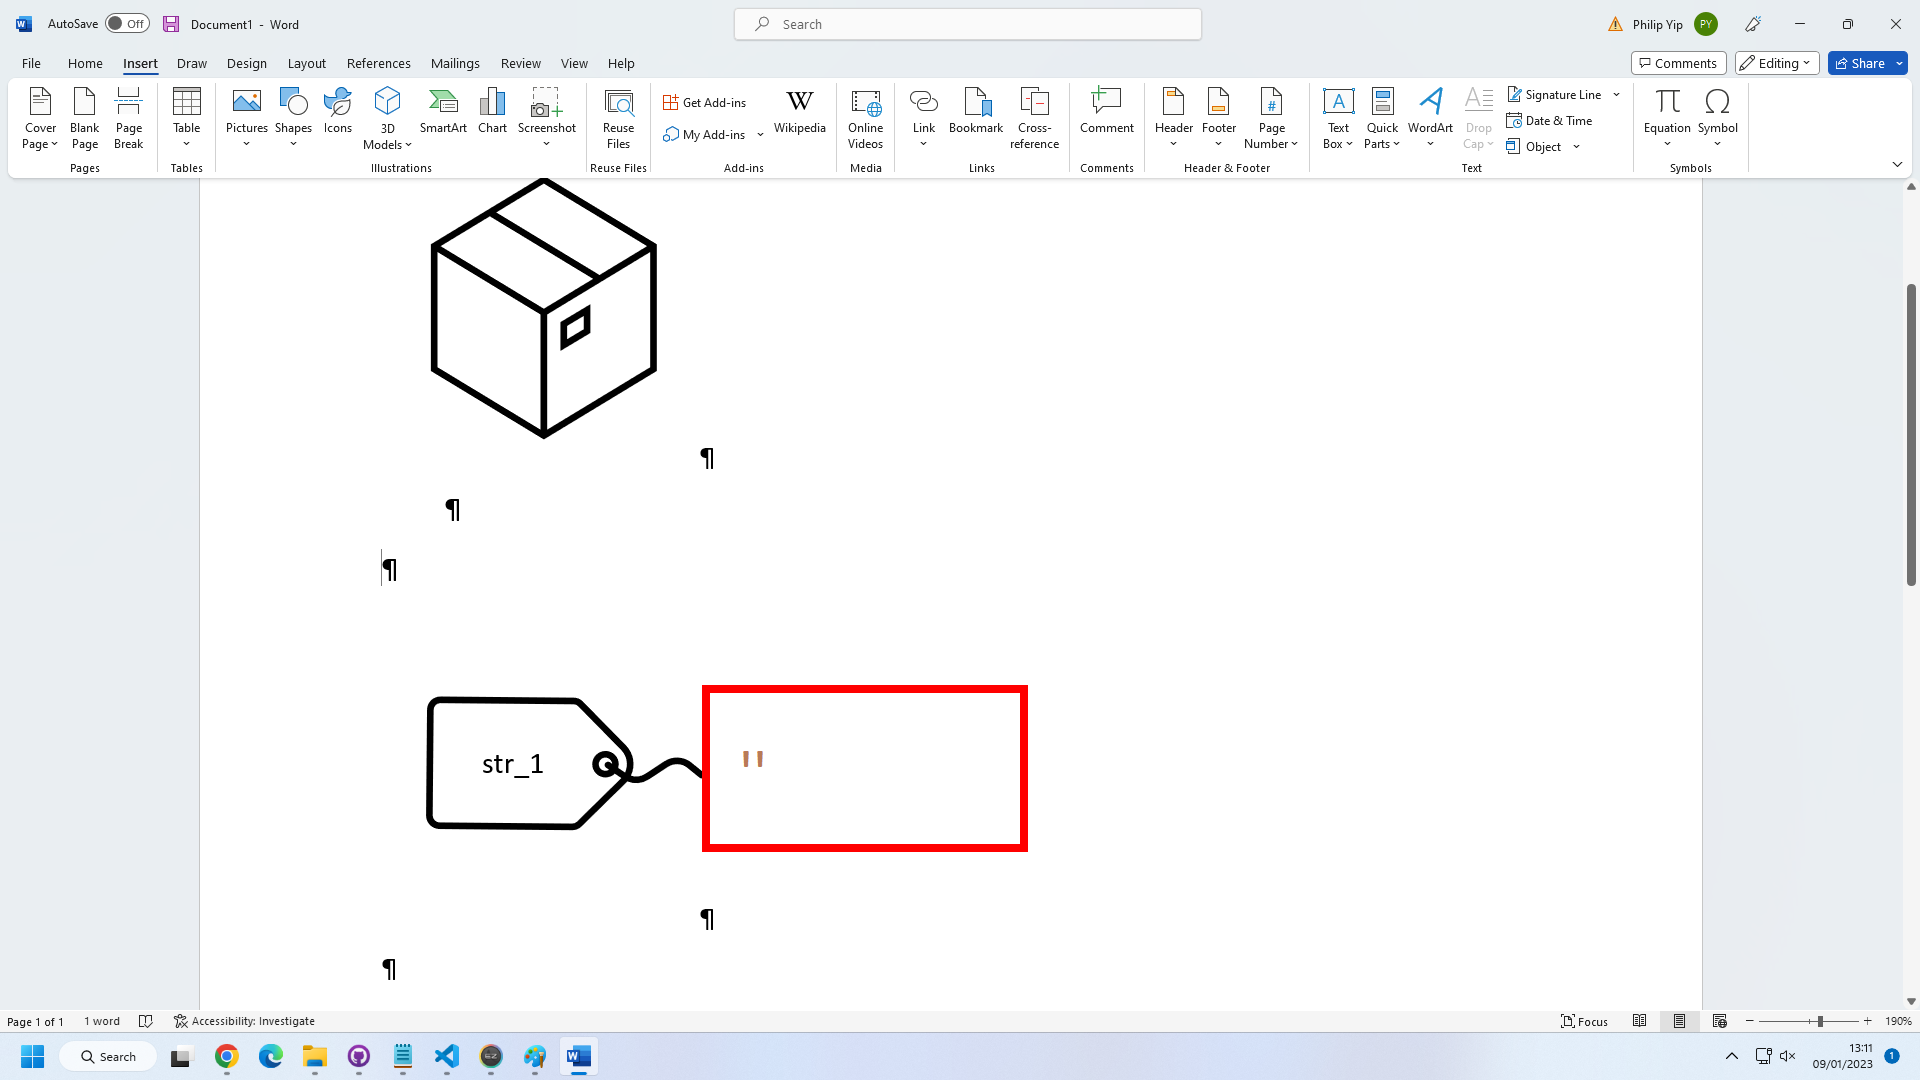 AutoSave Off Document1 - Word Search Philip Yip PY
File Home Insert Draw Design Layout References Mailings Review View Help Comments Editing Share
Cover Page
Blank Page
Page Break
Pages
Table
Tables
Pictures
Shapes
Icons
3D Models
SmartArt
Chart
Screenshot
Illustrations
Reuse Files
Reuse Files
Get Add-ins
My Add-ins
Wikipedia
Add-ins
Online Videos
Media
Link
Bookmark
Cross-reference
Links
Comment
Comments
Header
Footer
Page Number
Header & Footer
Text Box
Quick Parts
WordArt
Drop Cap
Signature Line
Date & Time
Object
Text
Equation
Symbol
Symbols
¶
¶
¶
str_1
''
¶
¶
Page 1 of 1 1 word Accessibility: Investigate Focus 190%
Search 13:11
09/01/2023 1